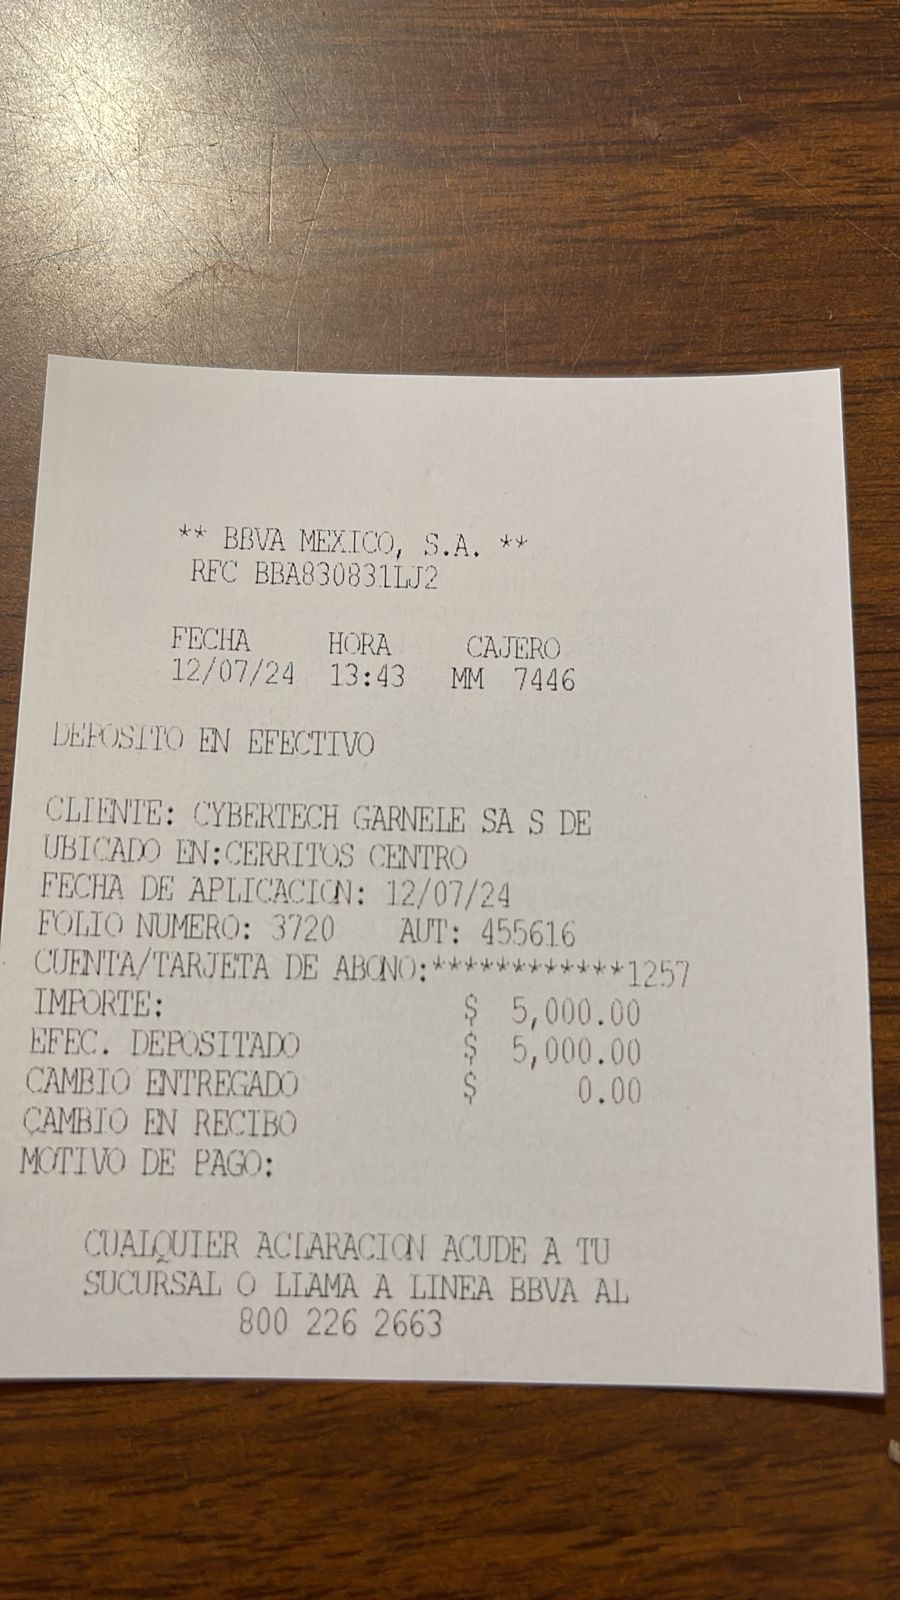 ** BBVA MEXICO, S.A. **
RFC BBA830831LJ2
FECHA HORA CAJERO
12/07/24 13:43 MM 7446
DEPOSITO EN EFECTIVO
CLIENTE: CYBERTECH GARNELE SA S DE
UBICADO EN:CERRITOS CENTRO
FECHA DE APLICACION: 12/07/24
FOLIO NUMERO: 3720 AUT: 455616
CUENTA/TARJETA DE ABONO:************1257
IMPORTE: $ 5,000.00
EFEC. DEPOSITADO $ 5,000.00
CAMBIO ENTREGADO $ 0.00
CAMBIO EN RECIBO
MOTIVO DE PAGO:
CUALQUIER ACLARACION ACUDE A TU
SUCURSAL O LLAMA A LINEA BBVA AL
800 226 2663